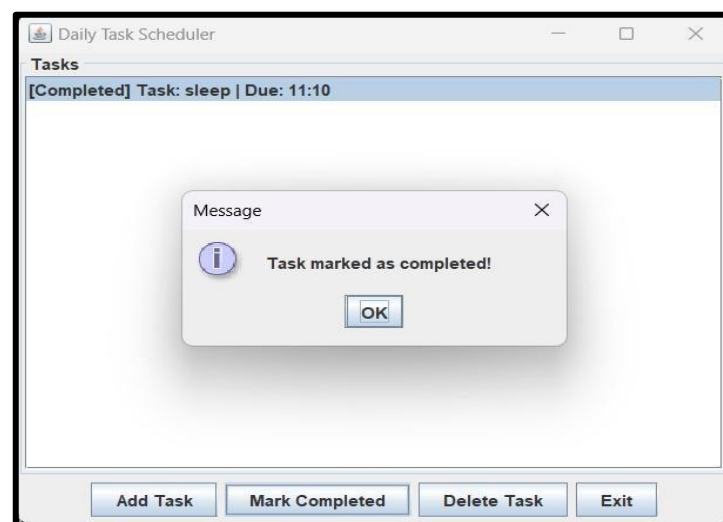 Daily Task Scheduler
Tasks
[Completed] Task: sleep | Due: 11:10
Message
i
Task marked as completed!
OK
Add Task Mark Completed Delete Task Exit